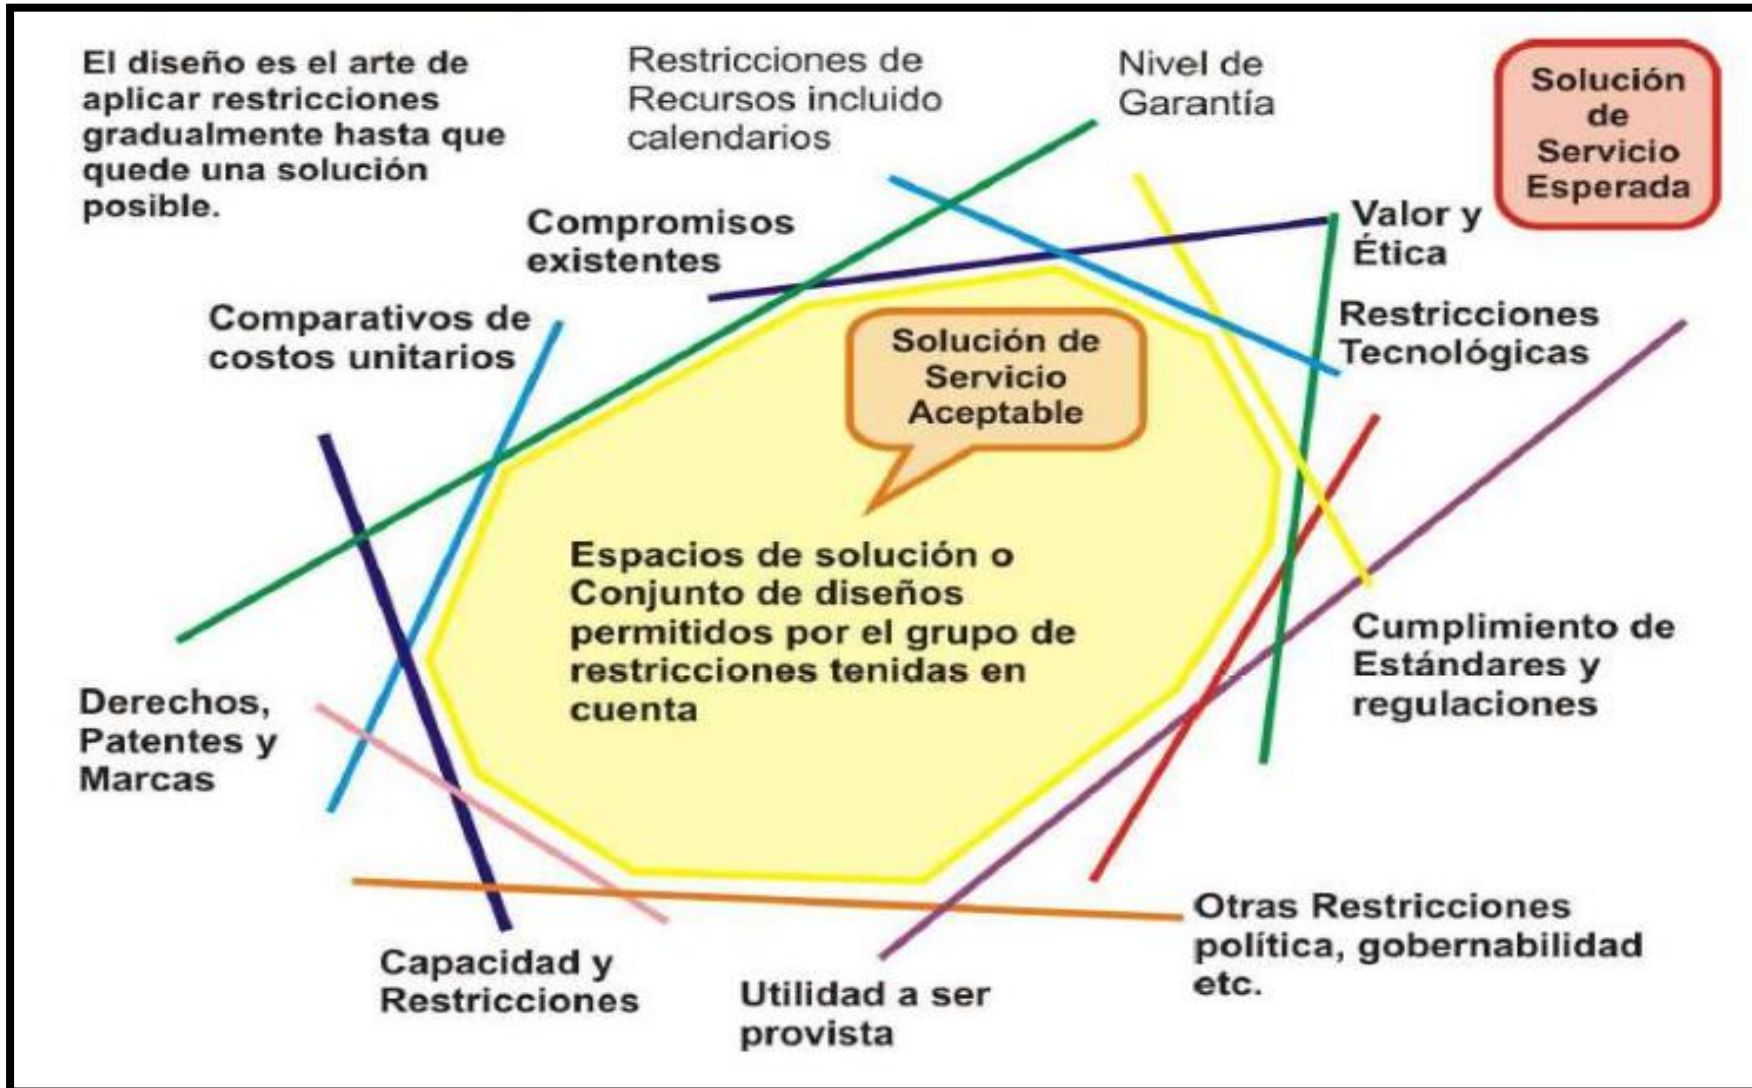 El diseño es el arte de
aplicar restricciones
gradualmente hasta que
quede una solución
posible.
Restricciones de
Recursos incluido
calendarios
Nivel de
Garantía
Solución
de
Servicio
Esperada
Compromisos
existentes
Valor y
Ética
Comparativos de
costos unitarios
Restricciones
Tecnológicas
Solución de
Servicio
Aceptable
Espacios de solución o
Conjunto de diseños
permitidos por el grupo de
restricciones tenidas en
cuenta
Cumplimiento de
Estándares y
regulaciones
Derechos,
Patentes y
Marcas
Capacidad y
Restricciones
Utilidad a ser
provista
Otras Restricciones
política, gobernabilidad
etc.